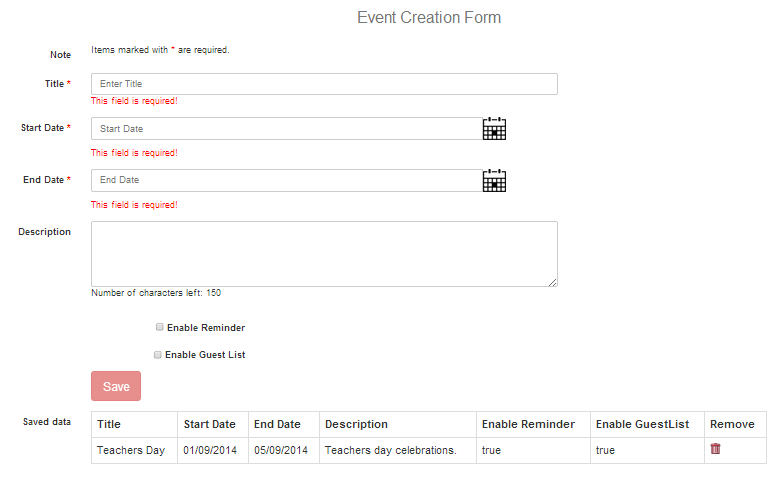 Event Creation Form
Note Items marked with * are required.
Title * Enter Title
This field is required!
Start Date * Start Date
This field is required!
End Date * End Date
This field is required!
Description
Number of characters left: 150
Enable Reminder
Enable Guest List
Save
Saved data Title Start Date End Date Description Enable Reminder Enable GuestList Remove
Teachers Day 01/09/2014 05/09/2014 Teachers day celebrations. true true